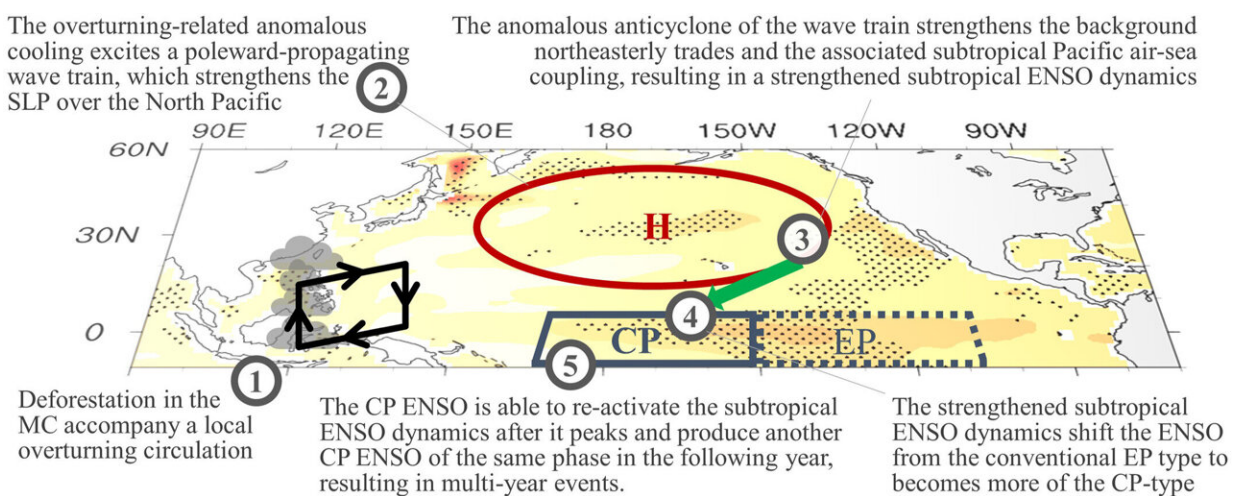 The overturning-related anomalous
cooling excites a poleward-propagating
wave train, which strengthens the
SLP over the North Pacific
The anomalous anticyclone of the wave train strengthens the background
northeasterly trades and the associated subtropical Pacific air-sea
coupling, resulting in a strengthened subtropical ENSO dynamics
2
90E 120E 150E 180 150W 120W 90W
60N
30N
0
H
3
4
CP
EP
5
1
Deforestation in the
MC accompany a local
overturning circulation
The CP ENSO is able to re-activate the subtropical
ENSO dynamics after it peaks and produce another
CP ENSO of the same phase in the following year,
resulting in multi-year events.
The strengthened subtropical
ENSO dynamics shift the ENSO
from the conventional EP type to
becomes more of the CP-type